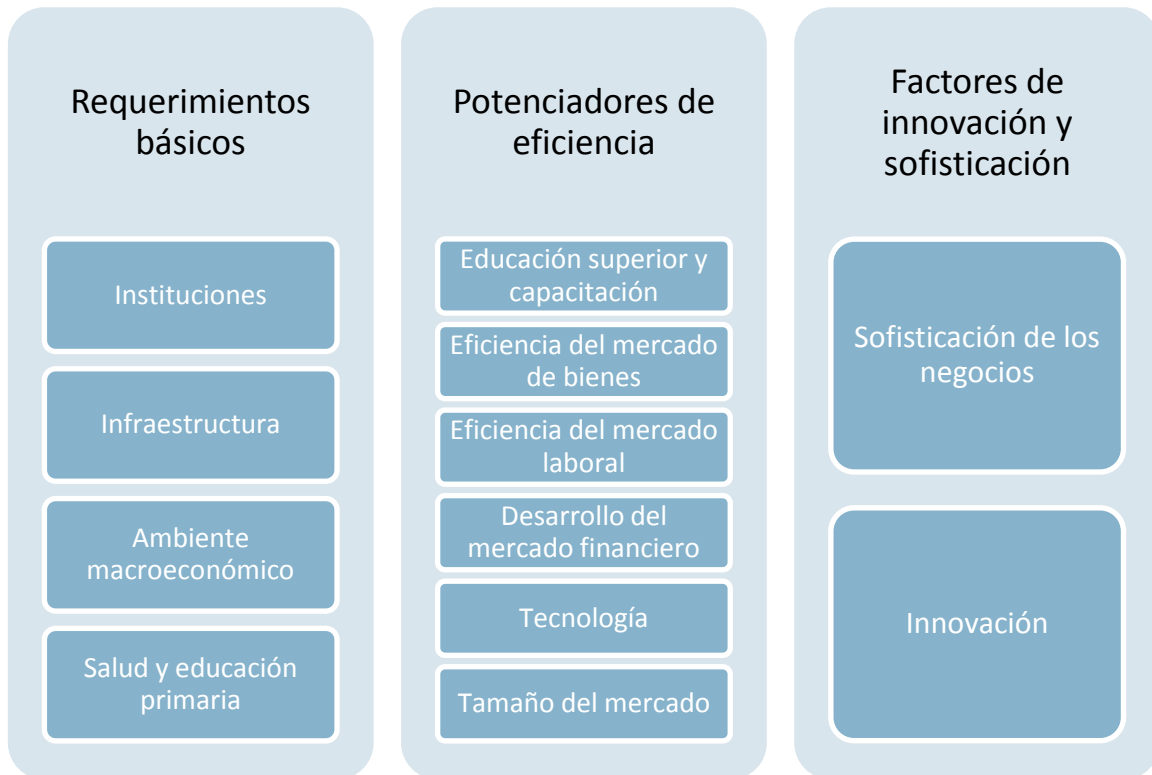 Requerimientos
básicos
Instituciones
Infraestructura
Ambiente
macroeconómico
Salud y educación
primaria
Potenciadores de
eficiencia
Educación superior y
capacitación
Eficiencia del mercado
de bienes
Eficiencia del mercado
laboral
Desarrollo del
mercado financiero
Tecnología
Tamaño del mercado
Factores de
innovación y
sofisticación
Sofisticación de los
negocios
Innovación